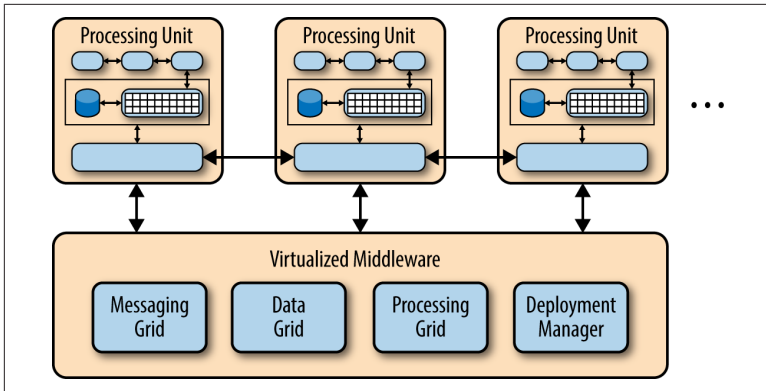 Processing Unit
Processing Unit
Processing Unit
...
Virtualized Middleware
Messaging
Grid
Data
Grid
Processing
Grid
Deployment
Manager